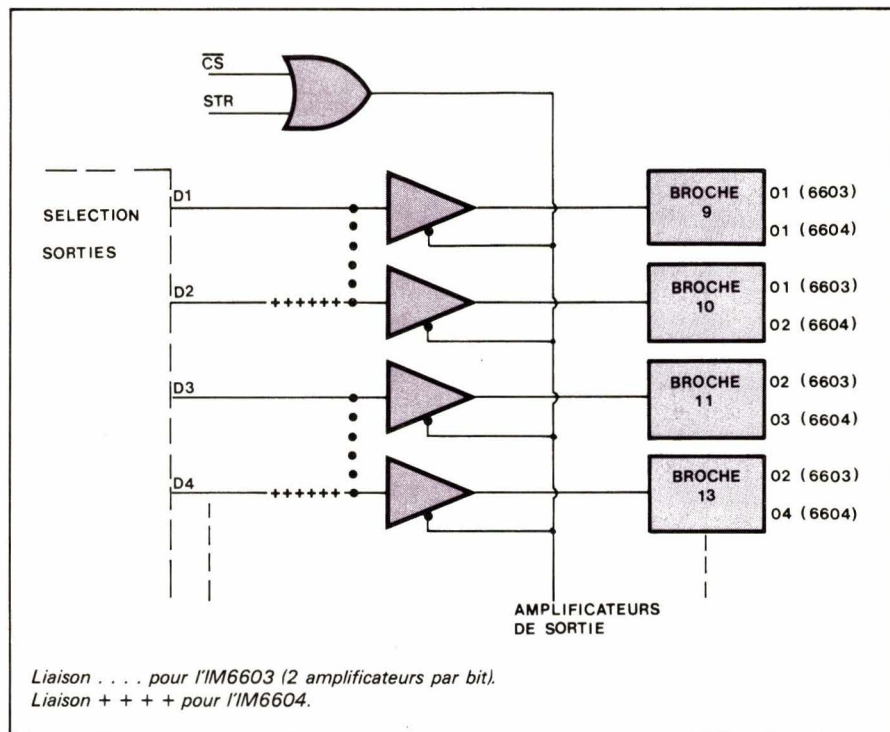 C̅S̅
STR
SELECTION
SORTIES
D1
BROCHE
9
01 (6603)
01 (6604)
D2
++++++
BROCHE
10
01 (6603)
02 (6604)
D3
BROCHE
11
02 (6603)
03 (6604)
D4
++++++
BROCHE
13
02 (6603)
04 (6604)
AMPLIFICATEURS
DE SORTIE
Liaison . . . . pour l'IM6603 (2 amplificateurs par bit).
Liaison + + + + pour l'IM6604.